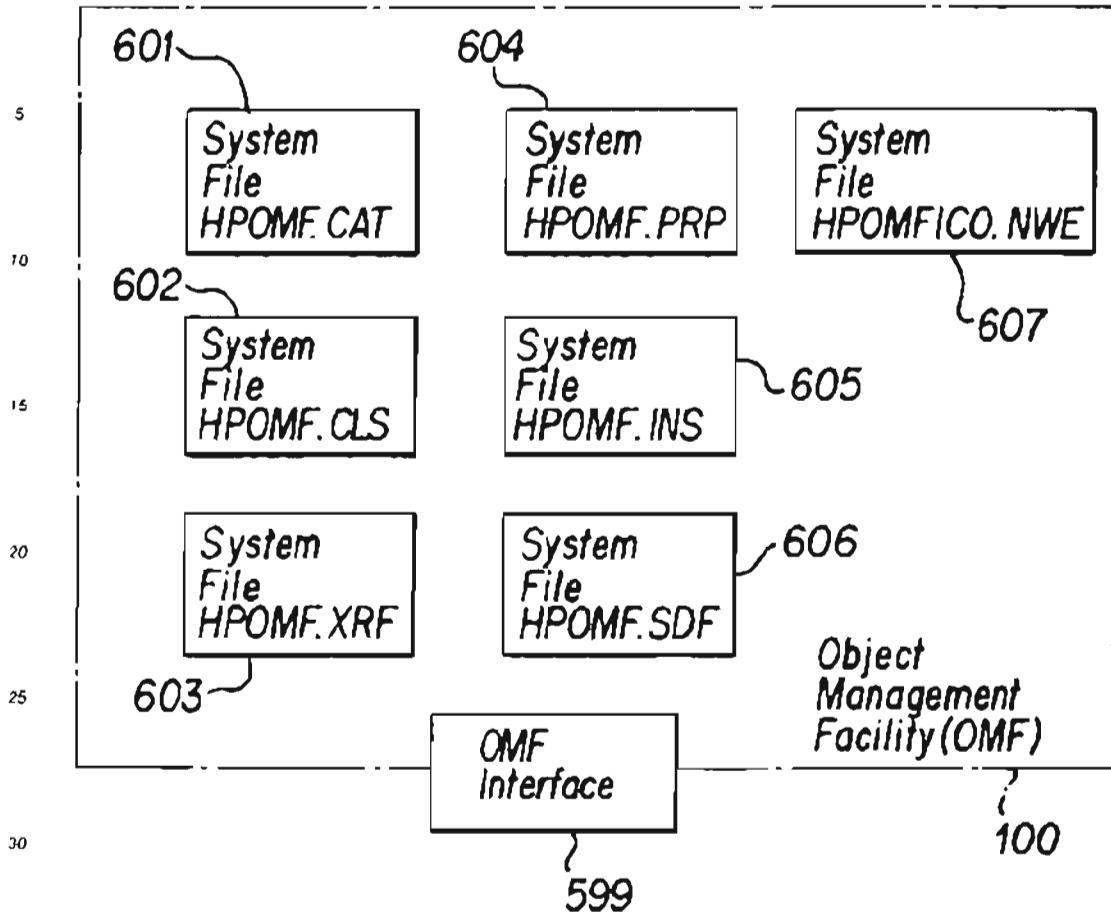 601
604
5
System
File
HPOMF.CAT
System
File
HPOMF.PRP
System
File
HPOMFICO.NWE
10
602
607
System
File
HPOMF.CLS
System
File
HPOMF.INS
605
15
System
File
HPOMF.XRF
System
File
HPOMF.SDF
606
20
603
Object
Management
Facility (OMF)
25
OMF
Interface
100
30
599